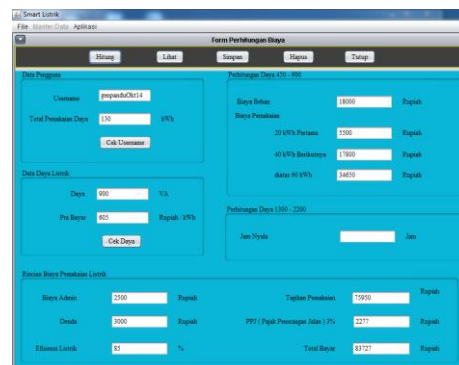 Smart Listrik
File Master Data Aplikasi
Form Perhitungan Biaya
Hitung Lihat Simpan Hapus Tutup
Data Pengguna
Username
Total Pemakaian Daya 130 kWh
Cek Username
Perhitungan Daya 450 - 900
Biaya Beban 18000 Rupiah
Biaya Pemakaian
20 kWh Pertama 5500 Rupiah
40 kWh Berikutnya 17800 Rupiah
diatas 60 kWh 34650 Rupiah
Data Daya Listrik
Daya 900 VA
Pra Bayar 605 Rupiah / kWh
Cek Daya
Perhitungan Daya 1300 - 2200
Jam Nyala Jam
Rincian Biaya Pemakaian Listrik
Biaya Admin 2500 Rupiah
Denda 3000 Rupiah
Effisiensi Listrik 85 %
Tagihan Pemakaian 75950 Rupiah
PPJ ( Pajak Penerangan Jalan ) 3% 2277 Rupiah
Total Bayar 83727 Rupiah